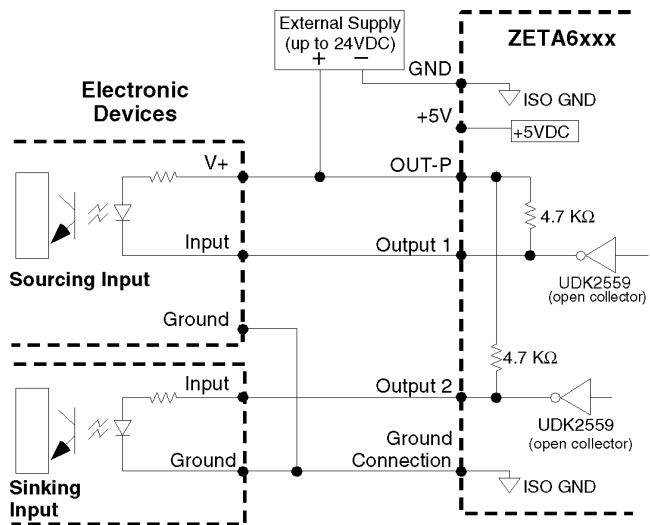 External Supply
(up to 24VDC)
+ −
ZETA6xxx
GND
ISO GND
Electronic
Devices
+5V
+5VDC
V+
OUT-P
4.7 KΩ
Input
Output 1
Sourcing Input
UDK2559
(open collector)
Ground
4.7 KΩ
Input
Output 2
UDK2559
(open collector)
Ground
Ground
Connection
ISO GND
Sinking
Input